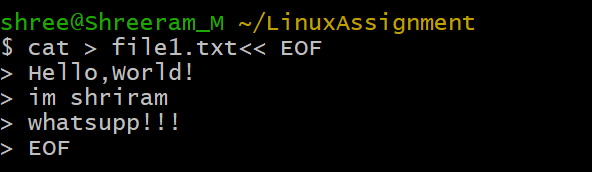 shree@Shreeram_M ~/LinuxAssignment
$ cat > file1.txt<< EOF
> Hello,World!
> im shriram
> whatsupp!!!
> EOF